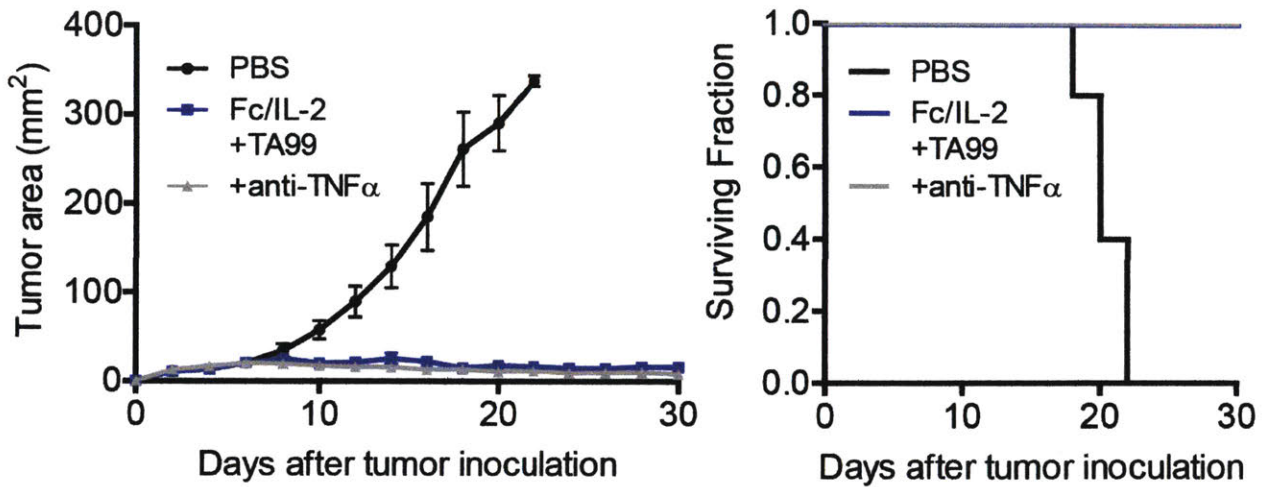 Tumor area (mm²)
400
300
200
100
0
PBS
Fc/IL-2
+TA99
+anti-TNFα
0
10
20
30
Days after tumor inoculation
Surviving Fraction
1.0
0.8
0.6
0.4
0.2
0.0
PBS
Fc/IL-2
+TA99
+anti-TNFα
0
10
20
30
Days after tumor inoculation